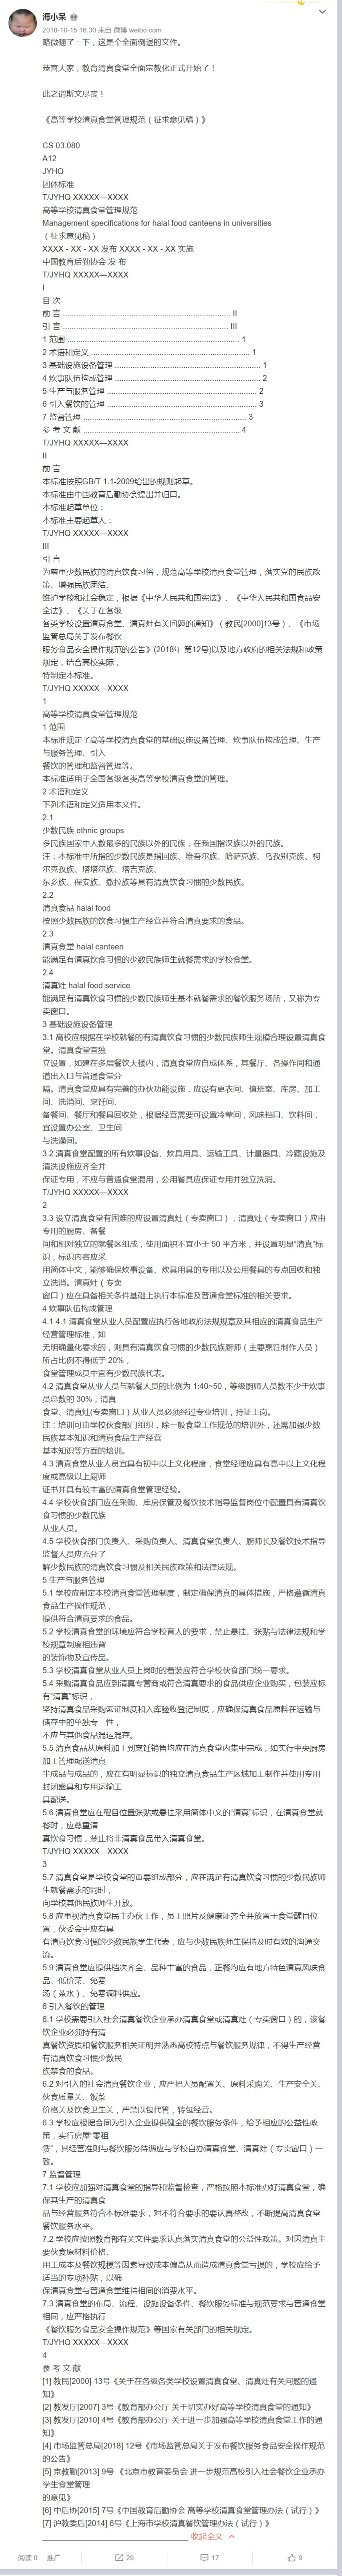 海小呆
2018-10-15 16:30 来自 微博 weibo.com
略微翻了一下，这是个全面倒退的文件。
恭喜大家，教育清真食堂全面宗教化正式开始了！
此之谓斯文尽丧！
《高等学校清真食堂管理规范（征求意见稿）》
CS 03.080
A12
JYHQ
团体标准
T/JYHQ XXXXX—XXXX
高等学校清真食堂管理规范
Management specifications for halal food canteens in universities
（征求意见稿）
XXXX - XX - XX 发布 XXXX - XX - XX 实施
中国教育后勤协会 发 布
T/JYHQ XXXXX—XXXX
I
目 次
前 言 ........................................................................... II
引 言 .......................................................................... III
1 范围 ............................................................................. 1
2 术语和定义 ....................................................................... 1
3 基础设施设备管理 ................................................................. 1
4 炊事队伍构成管理 .................................................................... 2
5 生产与服务管理 ................................................................... 2
6 引入餐饮的管理 ................................................................... 3
7 监督管理 ......................................................................... 3
参 考 文 献 ...................................................................... 4
T/JYHQ XXXXX—XXXX
II
前 言
本标准按照GB/T 1.1-2009给出的规则起草。
本标准由中国教育后勤协会提出并归口。
本标准起草单位：
本标准主要起草人：
T/JYHQ XXXXX—XXXX
III
引 言
为尊重少数民族的清真饮食习俗，规范高等学校清真食堂管理，落实党的民族政
策、增强民族团结、
维护学校和社会稳定，根据《中华人民共和国宪法》、《中华人民共和国食品安
全法》、《关于在各级
各类学校设置清真食堂、清真灶有关问题的通知》（教民[2000]13号）、《市场
监管总局关于发布餐饮
服务食品安全操作规范的公告》(2018年 第12号)以及地方政府的相关法规和政策
规定，结合高校实际，
特制定本标准。
T/JYHQ XXXXX—XXXX
1
高等学校清真食堂管理规范
1 范围
本标准规定了高等学校清真食堂的基础设施设备管理、炊事队伍构成管理、生产
与服务管理、引入
餐饮的管理和监督管理等。
本标准适用于全国各级各类高等学校清真食堂的管理。
2 术语和定义
下列术语和定义适用本文件。
2.1
少数民族 ethnic groups
多民族国家中人数最多的民族以外的民族，在我国指汉族以外的民族。
注：本标准中所指的少数民族是指回族、维吾尔族、哈萨克族、乌孜别克族、柯
尔克孜族、塔塔尔族、塔吉克族、
东乡族、保安族、撒拉族等具有清真饮食习惯的少数民族。
2.2
清真食品 halal food
按照少数民族的饮食习惯生产经营并符合清真要求的食品。
2.3
清真食堂 halal canteen
能满足有清真饮食习惯的少数民族师生就餐需求的学校食堂。
2.4
清真灶 halal food service
能满足有清真饮食习惯的少数民族师生基本就餐需求的餐饮服务场所，又称为专
卖窗口。
3 基础设施设备管理
3.1 高校应根据在学校就餐的有清真饮食习惯的少数民族师生规模合理设置清真食
堂。清真食堂宜独
立设置，如建在多层餐饮大楼内，清真食堂应自成体系，其餐厅、各操作间和通
道出入口与普通食堂分
隔。清真食堂应具有完善的办伙功能设施，应设有更衣间、值班室、库房、加工
间、洗消间、烹饪间、
备餐间、餐厅和餐具回收处，根据经营需要可设置冷荤间，风味档口、饮料间，
宜设置办公室、卫生间
与洗澡间。
3.2 清真食堂配置的所有炊事设备、炊具用具、运输工具、计量器具、冷藏设施及
清洗设施应齐全并
保证专用，不应与普通食堂混用，公用餐具应保证专用并独立洗消。
T/JYHQ XXXXX—XXXX
2
3.3 设立清真食堂有困难的应设置清真灶（专卖窗口），清真灶（专卖窗口）应由
专用的厨房、备餐
间和相对独立的就餐区组成，使用面积不宜小于 50 平方米，并设置明显“清真”标
识，标识内容应采
用简体中文，能够确保炊事设备、炊具用具的专用以及公用餐具的专点回收和独
立洗消。清真灶（专卖
窗口）应在具备相关条件基础上执行本标准及普通食堂标准的相关要求。
4 炊事队伍构成管理
4.1 4.1 清真食堂从业人员配置应执行各地政府法规规章及其相应的清真食品生产
经营管理标准，如
无明确量化要求的，则具有清真饮食习惯的少数民族厨师（主要烹饪制作人员）
所占比例不得低于 20%，
食堂管理成员中宜有少数民族代表。
4.2 清真食堂从业人员与就餐人员的比例为 1:40~50，等级厨师人员数不少于炊事
员总数的 30%，清真
食堂、清真灶(专卖窗口）从业人员必须经过专业培训，持证上岗。
注：培训可由学校伙食部门组织，除一般食堂工作规范的培训外，还需加强少数
民族基本知识和清真食品生产经营
基本知识等方面的培训。
4.3 清真食堂从业人员宜具有初中以上文化程度，食堂经理应具有高中以上文化程
度或高级以上厨师
证书并具有较丰富的清真食堂管理经验。
4.4 学校伙食部门应在采购、库房保管及餐饮技术指导监督岗位中配置具有清真饮
食习惯的少数民族
从业人员。
4.5 学校伙食部门负责人、采购负责人、清真食堂负责人、厨师长及餐饮技术指导
监督人员应充分了
解少数民族的清真饮食习惯及相关民族政策和法律法规。
5 生产与服务管理
5.1 学校应制定本校清真食堂管理制度，制定确保清真的具体措施，严格遵循清真
食品生产操作规范，
提供符合清真要求的食品。
5.2 学校清真食堂的环境应符合学校育人的要求，禁止悬挂、张贴与法律法规和学
校规章制度相违背
的装饰物及宣传品。
5.3 学校清真食堂从业人员上岗时的着装应符合学校伙食部门统一要求。
5.4 采购清真食品应到清真专营商或符合清真要求的食品供应企业购买，包装应标
有“清真”标识，
坚持清真食品采购索证制度和入库验收登记制度，应确保清真食品原料在运输与
储存中的单独专一性，
不应与其他食品混运混存。
5.5 清真食品从原料加工到烹饪销售均应在清真食堂内集中完成，如实行中央厨房
加工管理配送清真
半成品与成品的，应在有明显标识的独立清真食品生产区域加工制作并使用专用
封闭盛具和专用运输工
具配送。
5.6 清真食堂应在醒目位置张贴或悬挂采用简体中文的“清真”标识，在清真食堂就
餐时，应尊重清
真饮食习惯，禁止将非清真食品带入清真食堂。
T/JYHQ XXXXX—XXXX
3
5.7 清真食堂是学校食堂的重要组成部分，应在满足有清真饮食习惯的少数民族师
生就餐需求的同时，
向学校其他民族师生开放。
5.8 应重视清真食堂民主办伙工作，员工照片及健康证齐全并放置于食堂醒目位
置，伙委会中应有具
有清真饮食习惯的少数民族学生代表，应与少数民族师生保持及时有效的沟通交
流。
5.9 清真食堂应提供档次齐全、品种丰富的食品，正餐均应有地方特色清真风味食
品、低价菜、免费
汤（茶水）、免费调料供应。
6 引入餐饮的管理
6.1 学校需要引入社会清真餐饮企业承办清真食堂或清真灶（专卖窗口）的，该餐
饮企业必须持有清
真餐饮资质和餐饮服务相关证明并熟悉高校特点与餐饮服务规律，不得生产经营
有清真饮食习惯少数民
族禁食的食品。
6.2 对引入的社会清真餐饮企业，应严把人员配置关、原料采购关、生产安全关、
伙食质量关、饭菜
价格关及饮食卫生关，严禁以包代管，转包经营。
6.3 学校应根据合同为引入企业提供健全的餐饮服务条件，给予相应的公益性政
策，实行房屋“零租
赁”，其经营准则与餐饮服务待遇应与学校自办清真食堂、清真灶（专卖窗口）一
致。
7 监督管理
7.1 学校应加强对清真食堂的指导和监督检查，严格按照本标准办好清真食堂，确
保其生产的清真食
品与经营服务符合本标准要求，对不符合要求的要认真整改，不断提高清真食堂
餐饮服务水平。
7.2 学校应按照教育部有关文件要求认真落实清真食堂的公益性政策。对因清真主
要伙食原材料价格、
用工成本及餐饮规模等因素导致成本偏高从而造成清真食堂亏损的，学校应给予
适当的专项补贴，以确
保清真食堂与普通食堂维持相同的消费水平。
7.3 清真食堂的布局、流程、设施设备条件、餐饮服务标准与规范要求与普通食堂
相同，应严格执行
《餐饮服务食品安全操作规范》等国家有关部门的相关规定。
T/JYHQ XXXXX—XXXX
4
参 考 文 献
[1] 教民[2000] 13号《关于在各级各类学校设置清真食堂、清真灶有关问题的通
知》
[2] 教发厅[2007] 3号《教育部办公厅 关于切实办好高等学校清真食堂的通知》
[3] 教发厅[2010] 4号《教育部办公厅 关于进一步加强高等学校清真食堂工作的通
知》
[4] 市场监管总局[2018] 12号《市场监管总局关于发布餐饮服务食品安全操作规范
的公告》
[5] 京教勤[2013] 9号 《北京市教育委员会 进一步规范高校引入社会餐饮企业承办
学生食堂管理
的意见》
[6] 中后协[2015] 7号《中国教育后勤协会 高等学校清真食堂管理办法（试行）》
[7] 沪教委后[2014] 6号《上海市学校清真餐饮管理办法（试行）》
_________________________________ 收起全文
阅读 0 推广 29 17 9